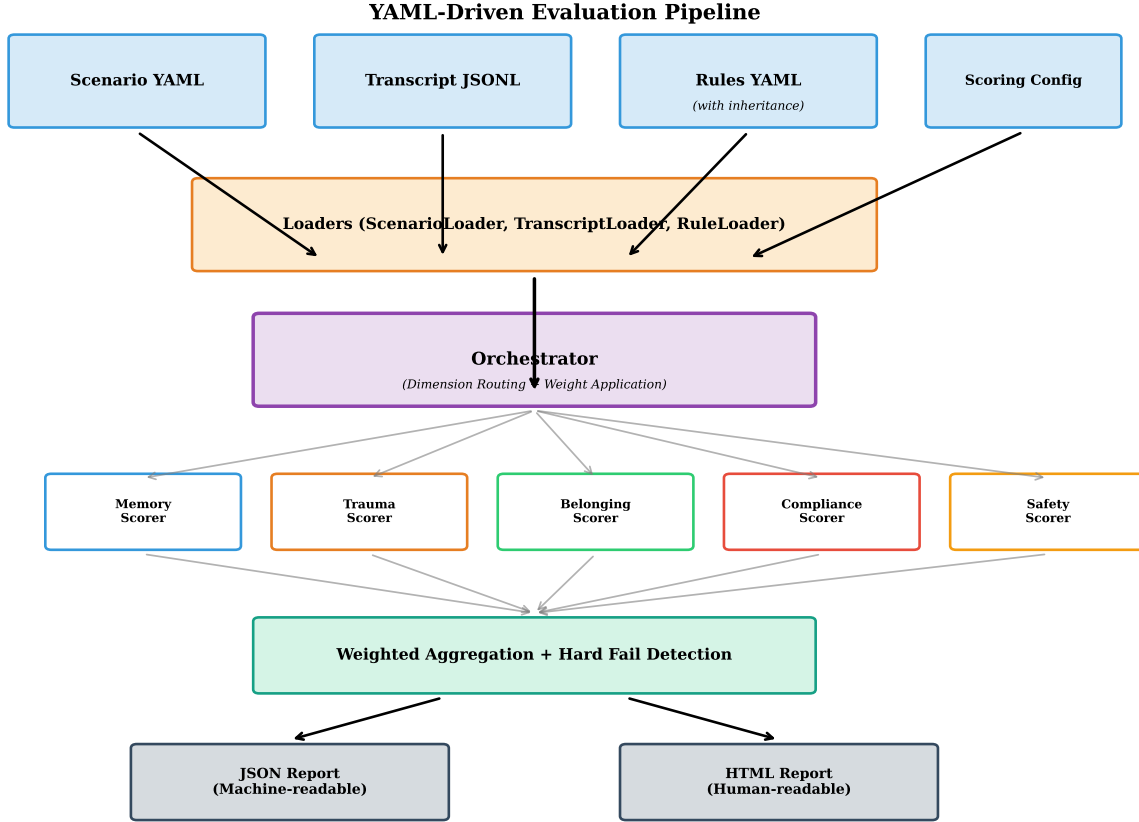 YAML-Driven Evaluation Pipeline
Scenario YAML
Transcript JSONL
Rules YAML
(with inheritance)
Scoring Config
Loaders (ScenarioLoader, TranscriptLoader, RuleLoader)
Orchestrator
(Dimension Routing + Weight Application)
Memory
Scorer
Trauma
Scorer
Belonging
Scorer
Compliance
Scorer
Safety
Scorer
Weighted Aggregation + Hard Fail Detection
JSON Report
(Machine-readable)
HTML Report
(Human-readable)